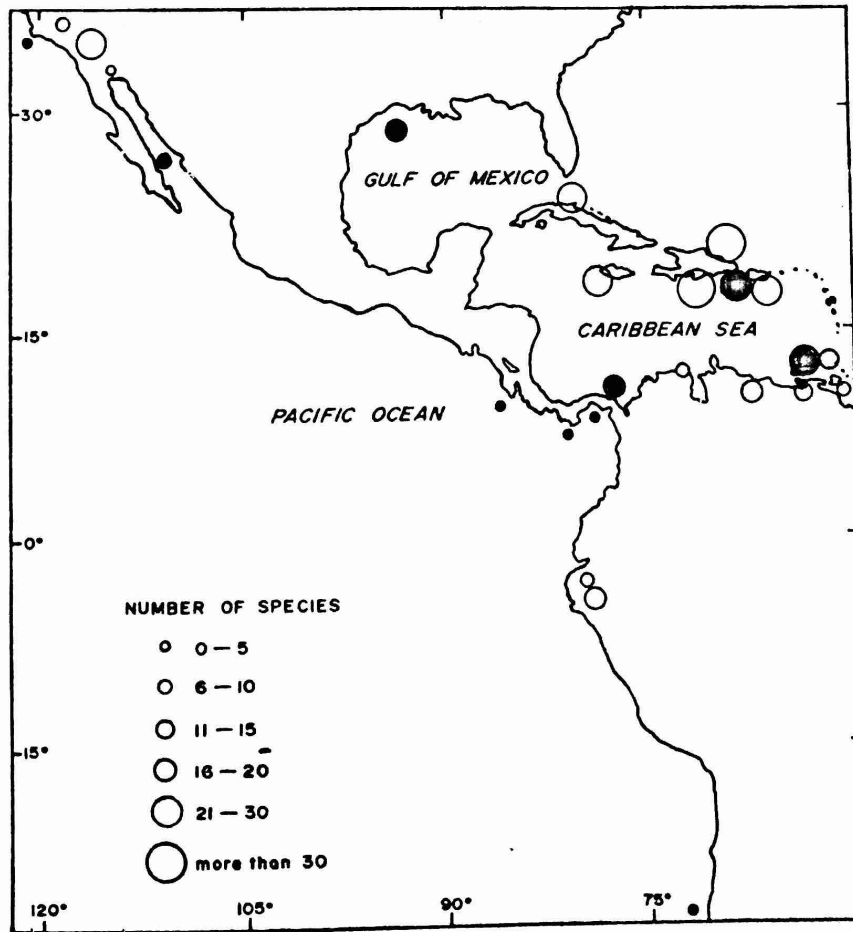 30°
GULF OF MEXICO
15°
CARIBBEAN SEA
PACIFIC OCEAN
0°
NUMBER OF SPECIES
0 – 5
6 – 10
11 – 15
16 – 20
15°
21 – 30
more than 30
120° 105° 90° 75°